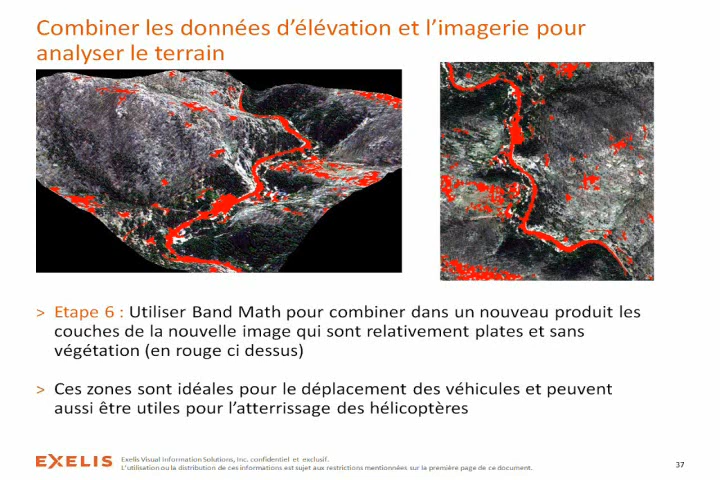 Combiner les données d’élévation et l’imagerie pour
analyser le terrain
> Etape 6 : Utiliser Band Math pour combiner dans un nouveau produit les
couches de la nouvelle image qui sont relativement plates et sans
végétation (en rouge ci dessus)
> Ces zones sont idéales pour le déplacement des véhicules et peuvent
aussi être utiles pour l’atterrissage des hélicoptères
EXELIS
Exelis Visual Information Solutions, Inc. confidentiel et exclusif.
L’utilisation ou la distribution de ces informations est sujet aux restrictions mentionnées sur la première page de ce document.
37